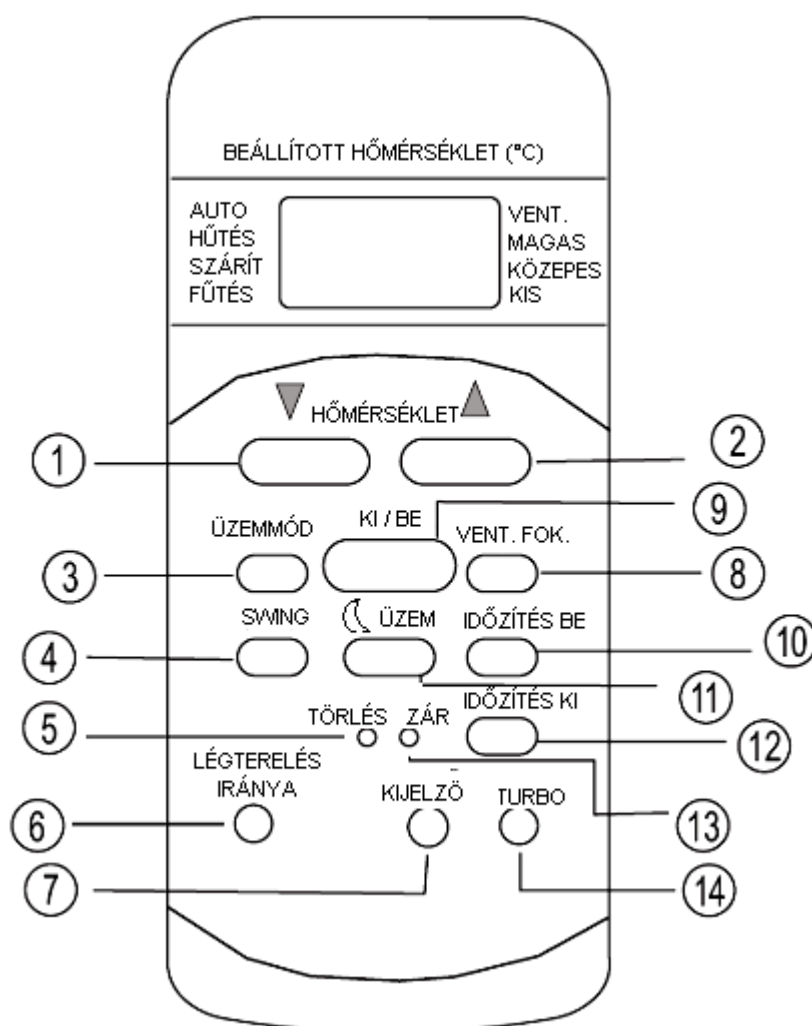 BEÁLLÍTOTT HŐMÉRSÉKLET (°C)
AUTO
HŰTÉS
SZÁRÍT
FŰTÉS
VENT.
MAGAS
KÖZEPES
KIS
HŐMÉRSÉKLET
1
2
KI / BE
9
ÜZEMMÓD
VENT. FOK.
3
8
SWING
ÜZEM
IDŐZÍTÉS BE
4
10
11
TÖRLÉS
ZÁR
IDŐZÍTÉS KI
5
12
LÉGTERELÉS
IRÁNYA
KIJELZŐ
TURBO
6
13
7
14